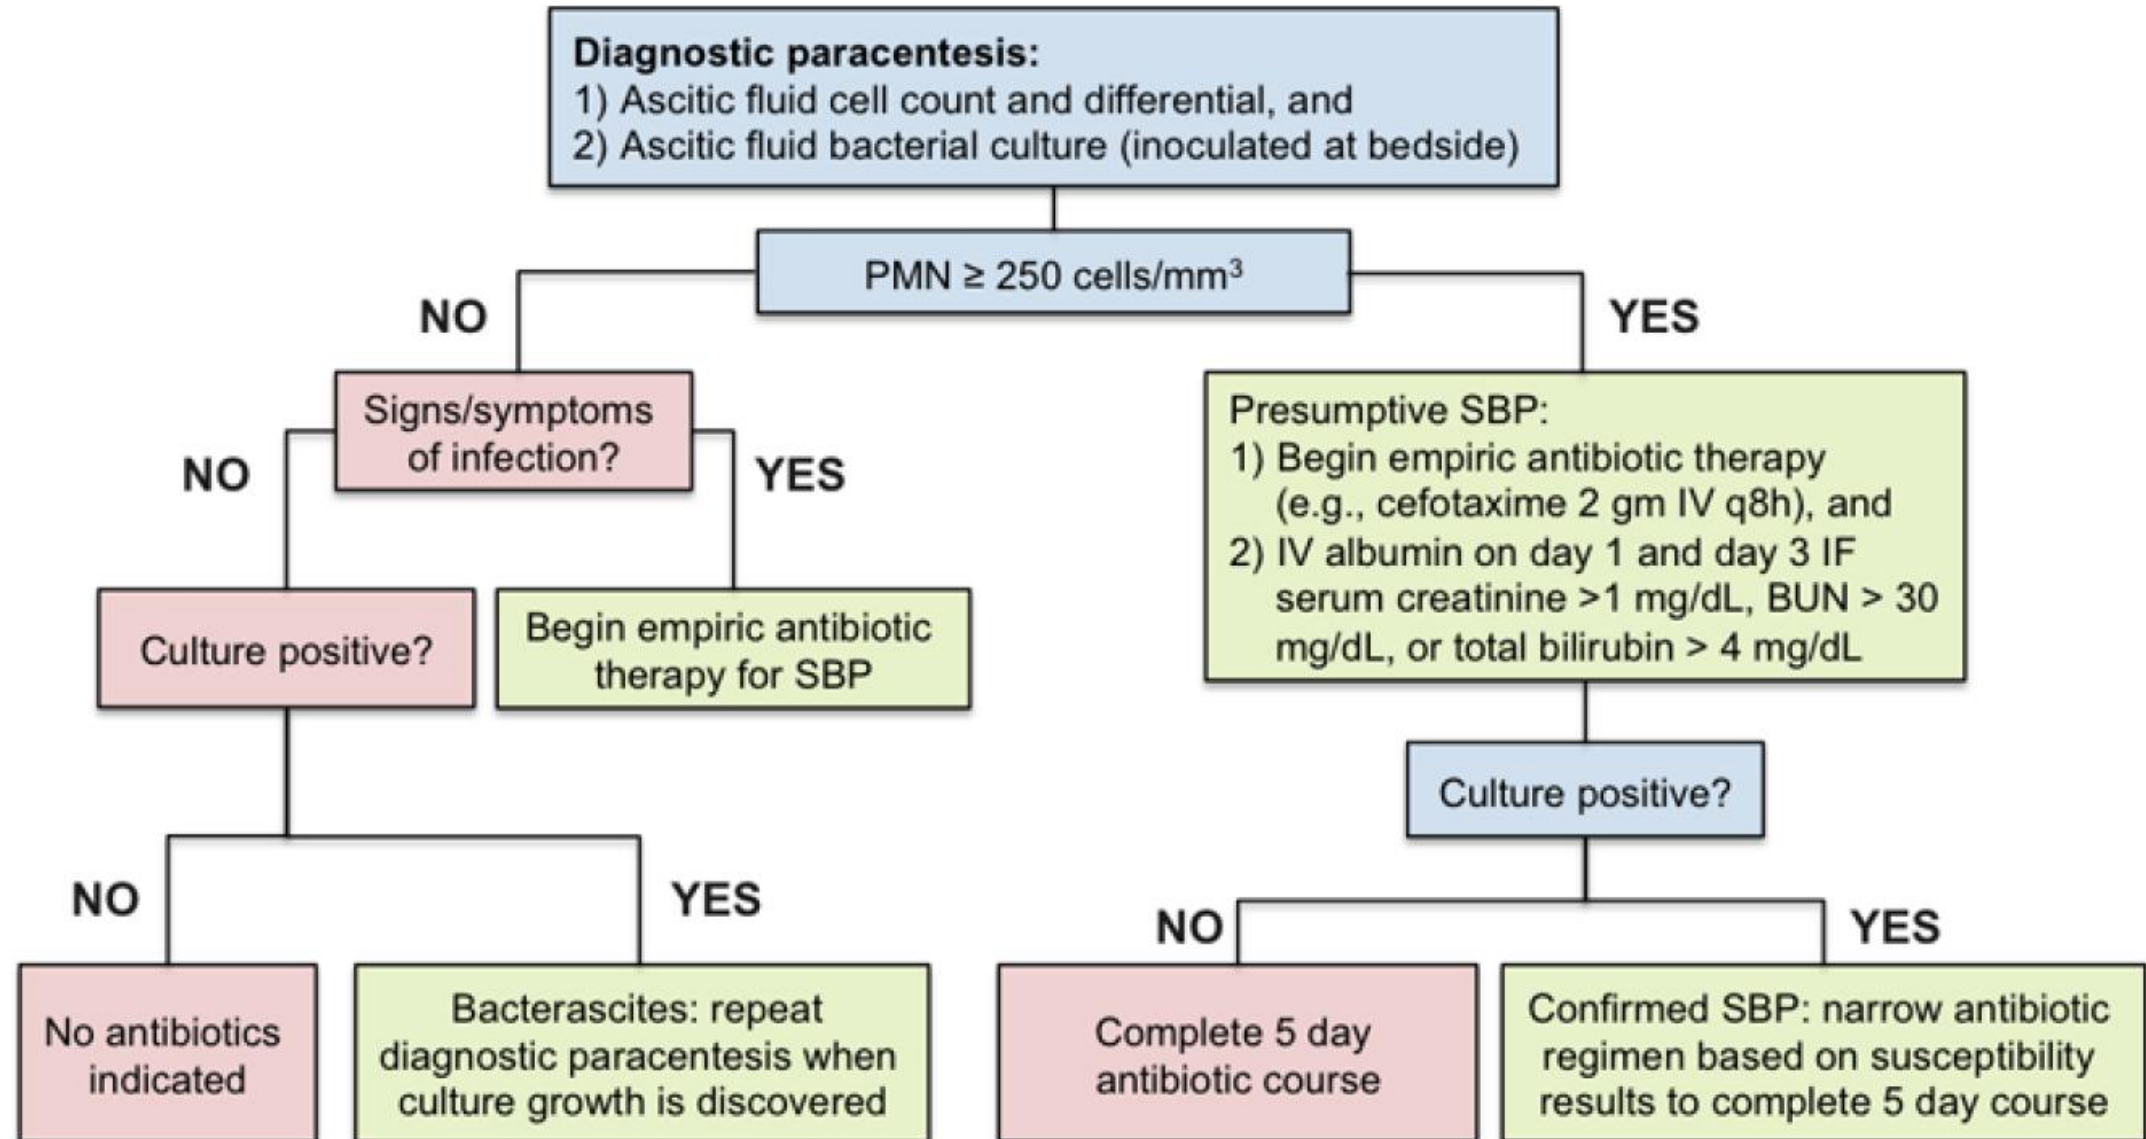 Diagnostic paracentesis:
1) Ascitic fluid cell count and differential, and
2) Ascitic fluid bacterial culture (inoculated at bedside)
PMN ≥ 250 cells/mm³
NO
YES
Signs/symptoms
of infection?
NO
YES
Presumptive SBP:
1) Begin empiric antibiotic therapy
(e.g., cefotaxime 2 gm IV q8h), and
2) IV albumin on day 1 and day 3 IF
serum creatinine >1 mg/dL, BUN > 30
mg/dL, or total bilirubin > 4 mg/dL
Culture positive?
Begin empiric antibiotic
therapy for SBP
Culture positive?
NO
YES
NO
YES
No antibiotics
indicated
Bacterascites: repeat
diagnostic paracentesis when
culture growth is discovered
Complete 5 day
antibiotic course
Confirmed SBP: narrow antibiotic
regimen based on susceptibility
results to complete 5 day course